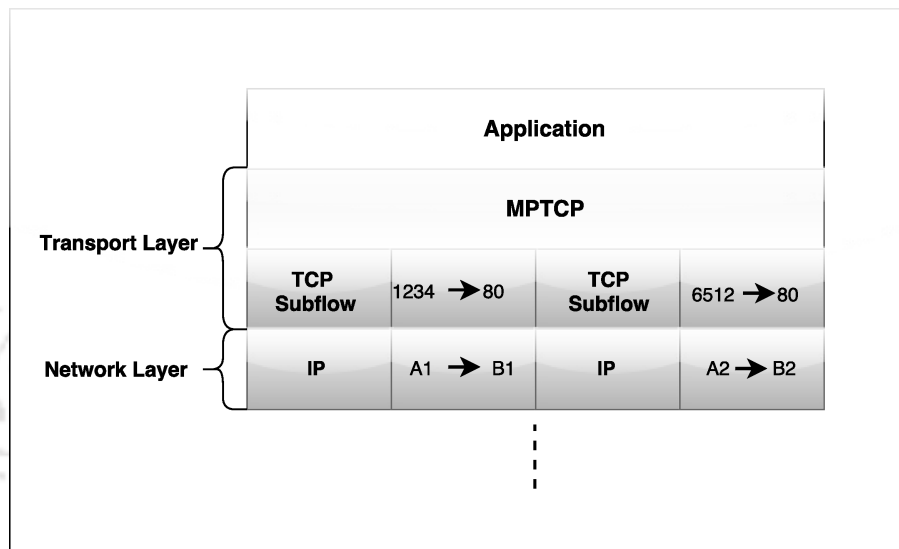 Application
MPTCP
Transport Layer
TCP
Subflow
1234 → 80
TCP
Subflow
6512 → 80
Network Layer
IP
A1 → B1
IP
A2 → B2